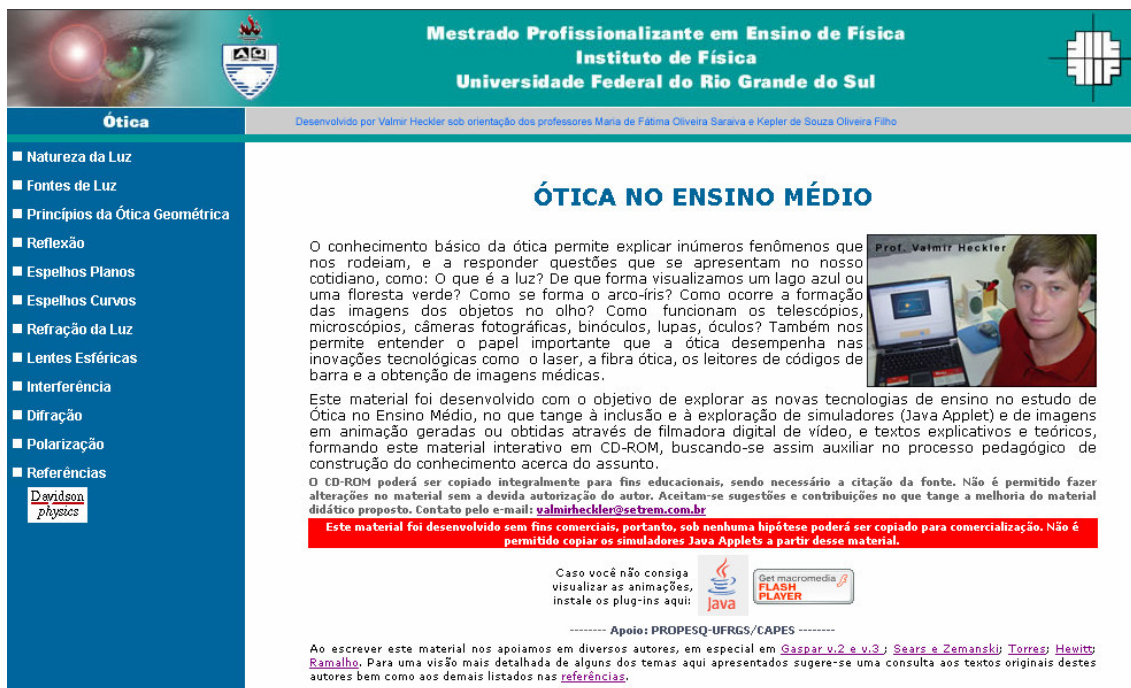 Mestrado Profissionalizante em Ensino de Física
Instituto de Física
Universidade Federal do Rio Grande do Sul
Ótica
Desenvolvido por Valmir Heckler sob orientação dos professores Maria de Fátima Oliveira Saraiva e Kepler de Souza Oliveira Filho
Natureza da Luz
Fontes de Luz
Princípios da Ótica Geométrica
Reflexão
Espelhos Planos
Espelhos Curvos
Refração da Luz
Lentes Esféricas
Interferência
Difração
Polarização
Referências
Davidson
physics
ÓTICA NO ENSINO MÉDIO
O conhecimento básico da ótica permite explicar inúmeros fenômenos que
nos rodeiam, e a responder questões que se apresentam no nosso
cotidiano, como: O que é a luz? De que forma visualizamos um lago azul ou
uma floresta verde? Como se forma o arco-íris? Como ocorre a formação
das imagens dos objetos no olho? Como funcionam os telescópios,
microscópios, câmeras fotográficas, binóculos, lupas, óculos? Também nos
permite entender o papel importante que a ótica desempenha nas
inovações tecnológicas como o laser, a fibra ótica, os leitores de códigos de
barra e a obtenção de imagens médicas.
Prof. Valmir Heckler
Este material foi desenvolvido com o objetivo de explorar as novas tecnologias de ensino no estudo de
Ótica no Ensino Médio, no que tange à inclusão e à exploração de simuladores (Java Applet) e de imagens
em animação geradas ou obtidas através de filmadora digital de vídeo, e textos explicativos e teóricos,
formando este material interativo em CD-ROM, buscando-se assim auxiliar no processo pedagógico de
construção do conhecimento acerca do assunto.
O CD-ROM poderá ser copiado integralmente para fins educacionais, sendo necessário a citação da fonte. Não é permitido fazer
alterações no material sem a devida autorização do autor. Aceitam-se sugestões e contribuições no que tange a melhoria do material
didático proposto. Contato pelo e-mail: valmirheckler@setrem.com.br
Este material foi desenvolvido sem fins comerciais, portanto, sob nenhuma hipótese poderá ser copiado para comercialização. Não é
permitido copiar os simuladores Java Applets a partir desse material.
Caso você não consiga
visualizar as animações,
instale os plug-ins aqui:
Java
Get macromedia
FLASH
PLAYER
-------- Apoio: PROPESQ-UFRGS/CAPES --------
Ao escrever este material nos apoiamos em diversos autores, em especial em Gaspar v.2 e v.3 ; Sears e Zemanski; Torres; Hewitt;
Ramalho. Para uma visão mais detalhada de alguns dos temas aqui apresentados sugere-se uma consulta aos textos originais destes
autores bem como aos demais listados nas referências.